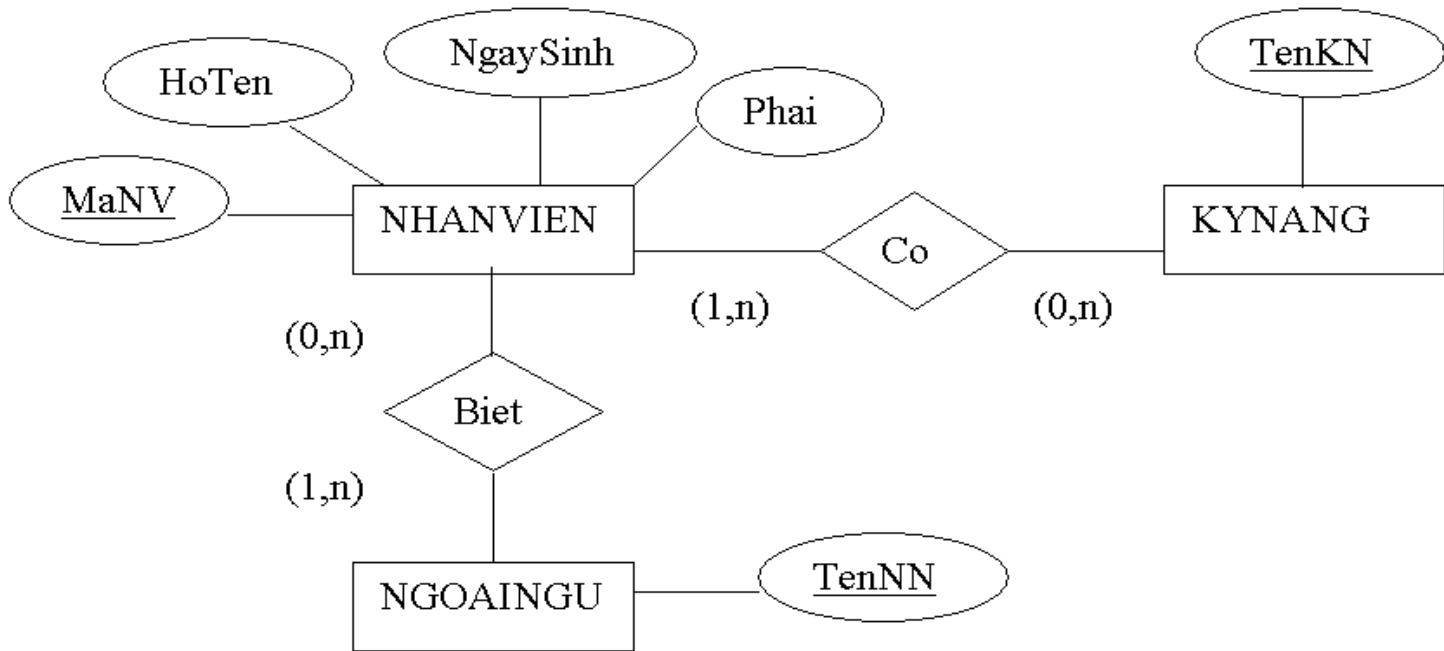 NgaySinh
TenKN
HoTen
Phai
MaNV
NHANVIEN
KYNANG
Co
(1,n)
(0,n)
(0,n)
Biet
(1,n)
TenNN
NGOAINGU